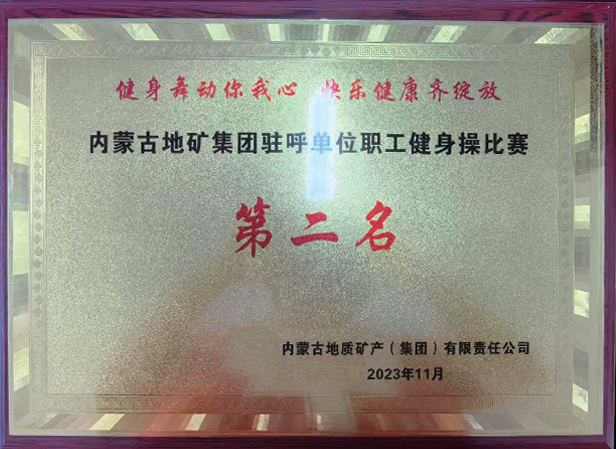 健身舞动你我心 快乐健康齐绽放
内蒙古地矿集团驻呼单位职工健身操比赛
第二名
内蒙古地质矿产（集团）有限责任公司
2023年11月